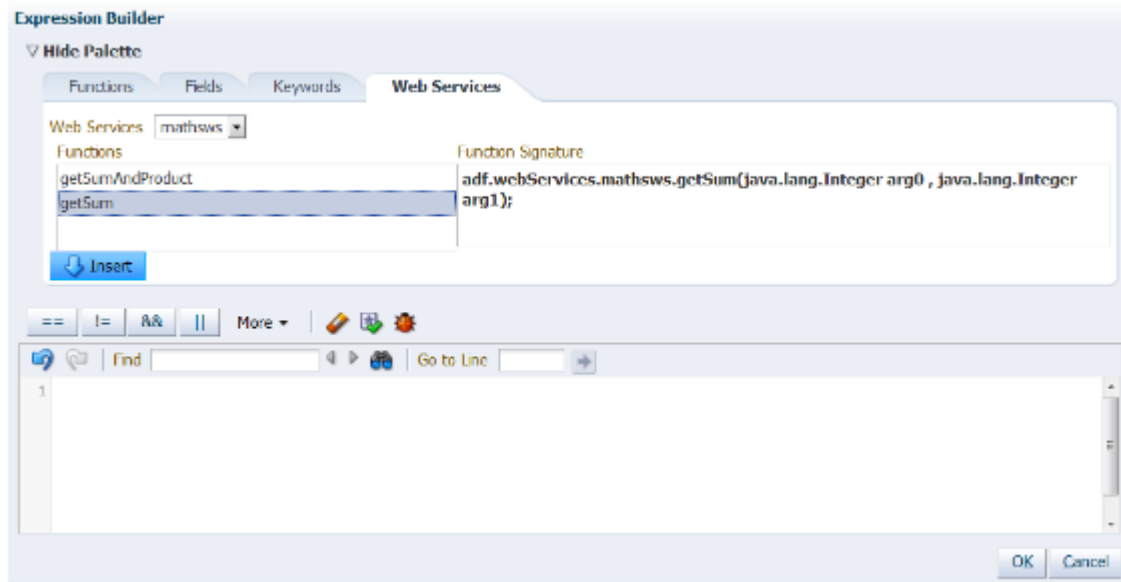 Expression Builder
Hide Palette
Functions Fields Keywords Web Services
Web Services mathsws
Functions Function Signature
getSumAndProduct adf.webServices.mathsws.getSum(java.lang.Integer arg0 , java.lang.Integer
getSum arg1);
Insert
== != && || More
Find Go to Line
1
OK Cancel